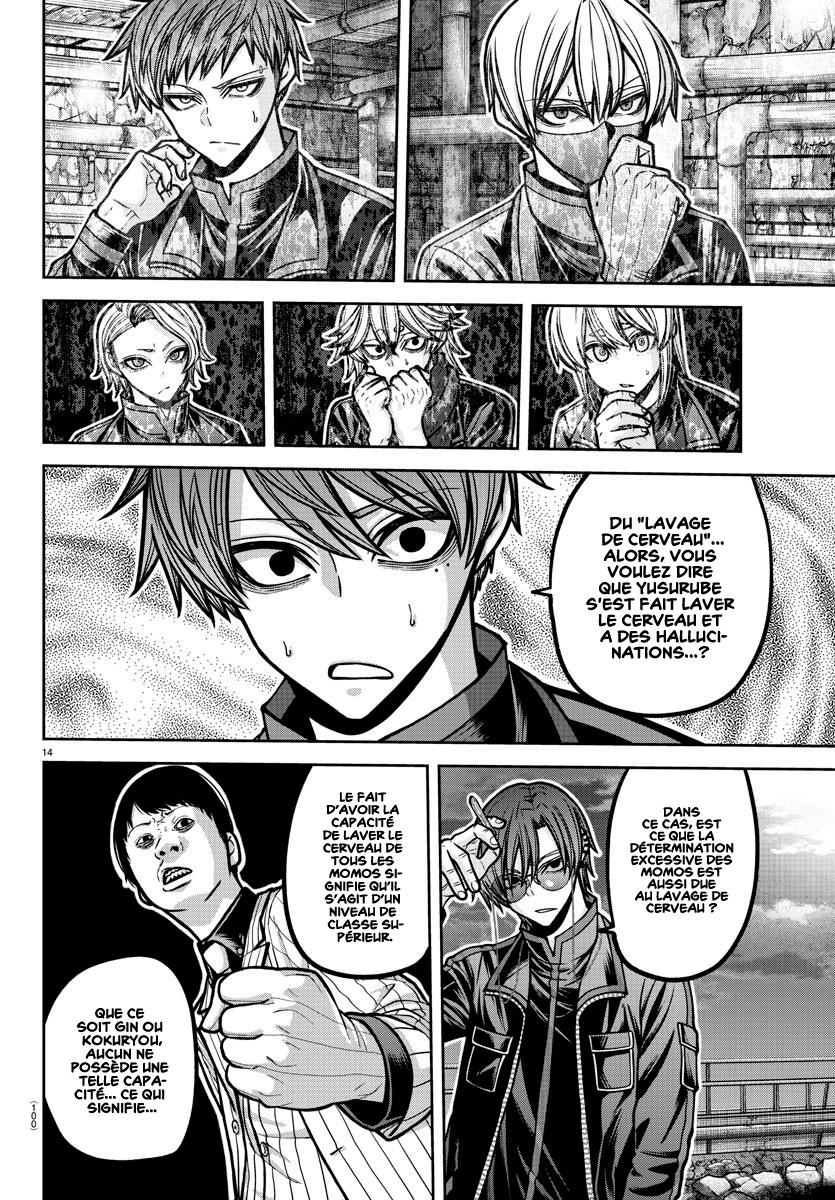 DU "LAVAGE
DE CERVEAU"...
ALORS, VOUS
VOULEZ DIRE
QUE YUSURUBE
S'EST FAIT LAVER
LE CERVEAU ET
A DES HALLUCI-
NATIONS...?
14
DANS
CE CAS, EST
CE QUE LA
DÉTERMINATION
EXCESSIVE DES
MOMOS EST
AUSSI DUE
AU LAVAGE DE
CERVEAU ?
LE FAIT
D'AVOIR LA
CAPACITÉ
DE LAVER LE
CERVEAU DE
TOUS LES
MOMOS SI-
GNIFIE QU'IL
S'AGIT D'UN
NIVEAU DE
CLASSE SU-
PÉRIEUR.
QUE CE
SOIT GIN OU
KOKURYOU,
AUCUN NE
POSSÈDE UNE
TELLE CAPA-
CITÉ... CE QUI
SIGNIFIE...
(100)